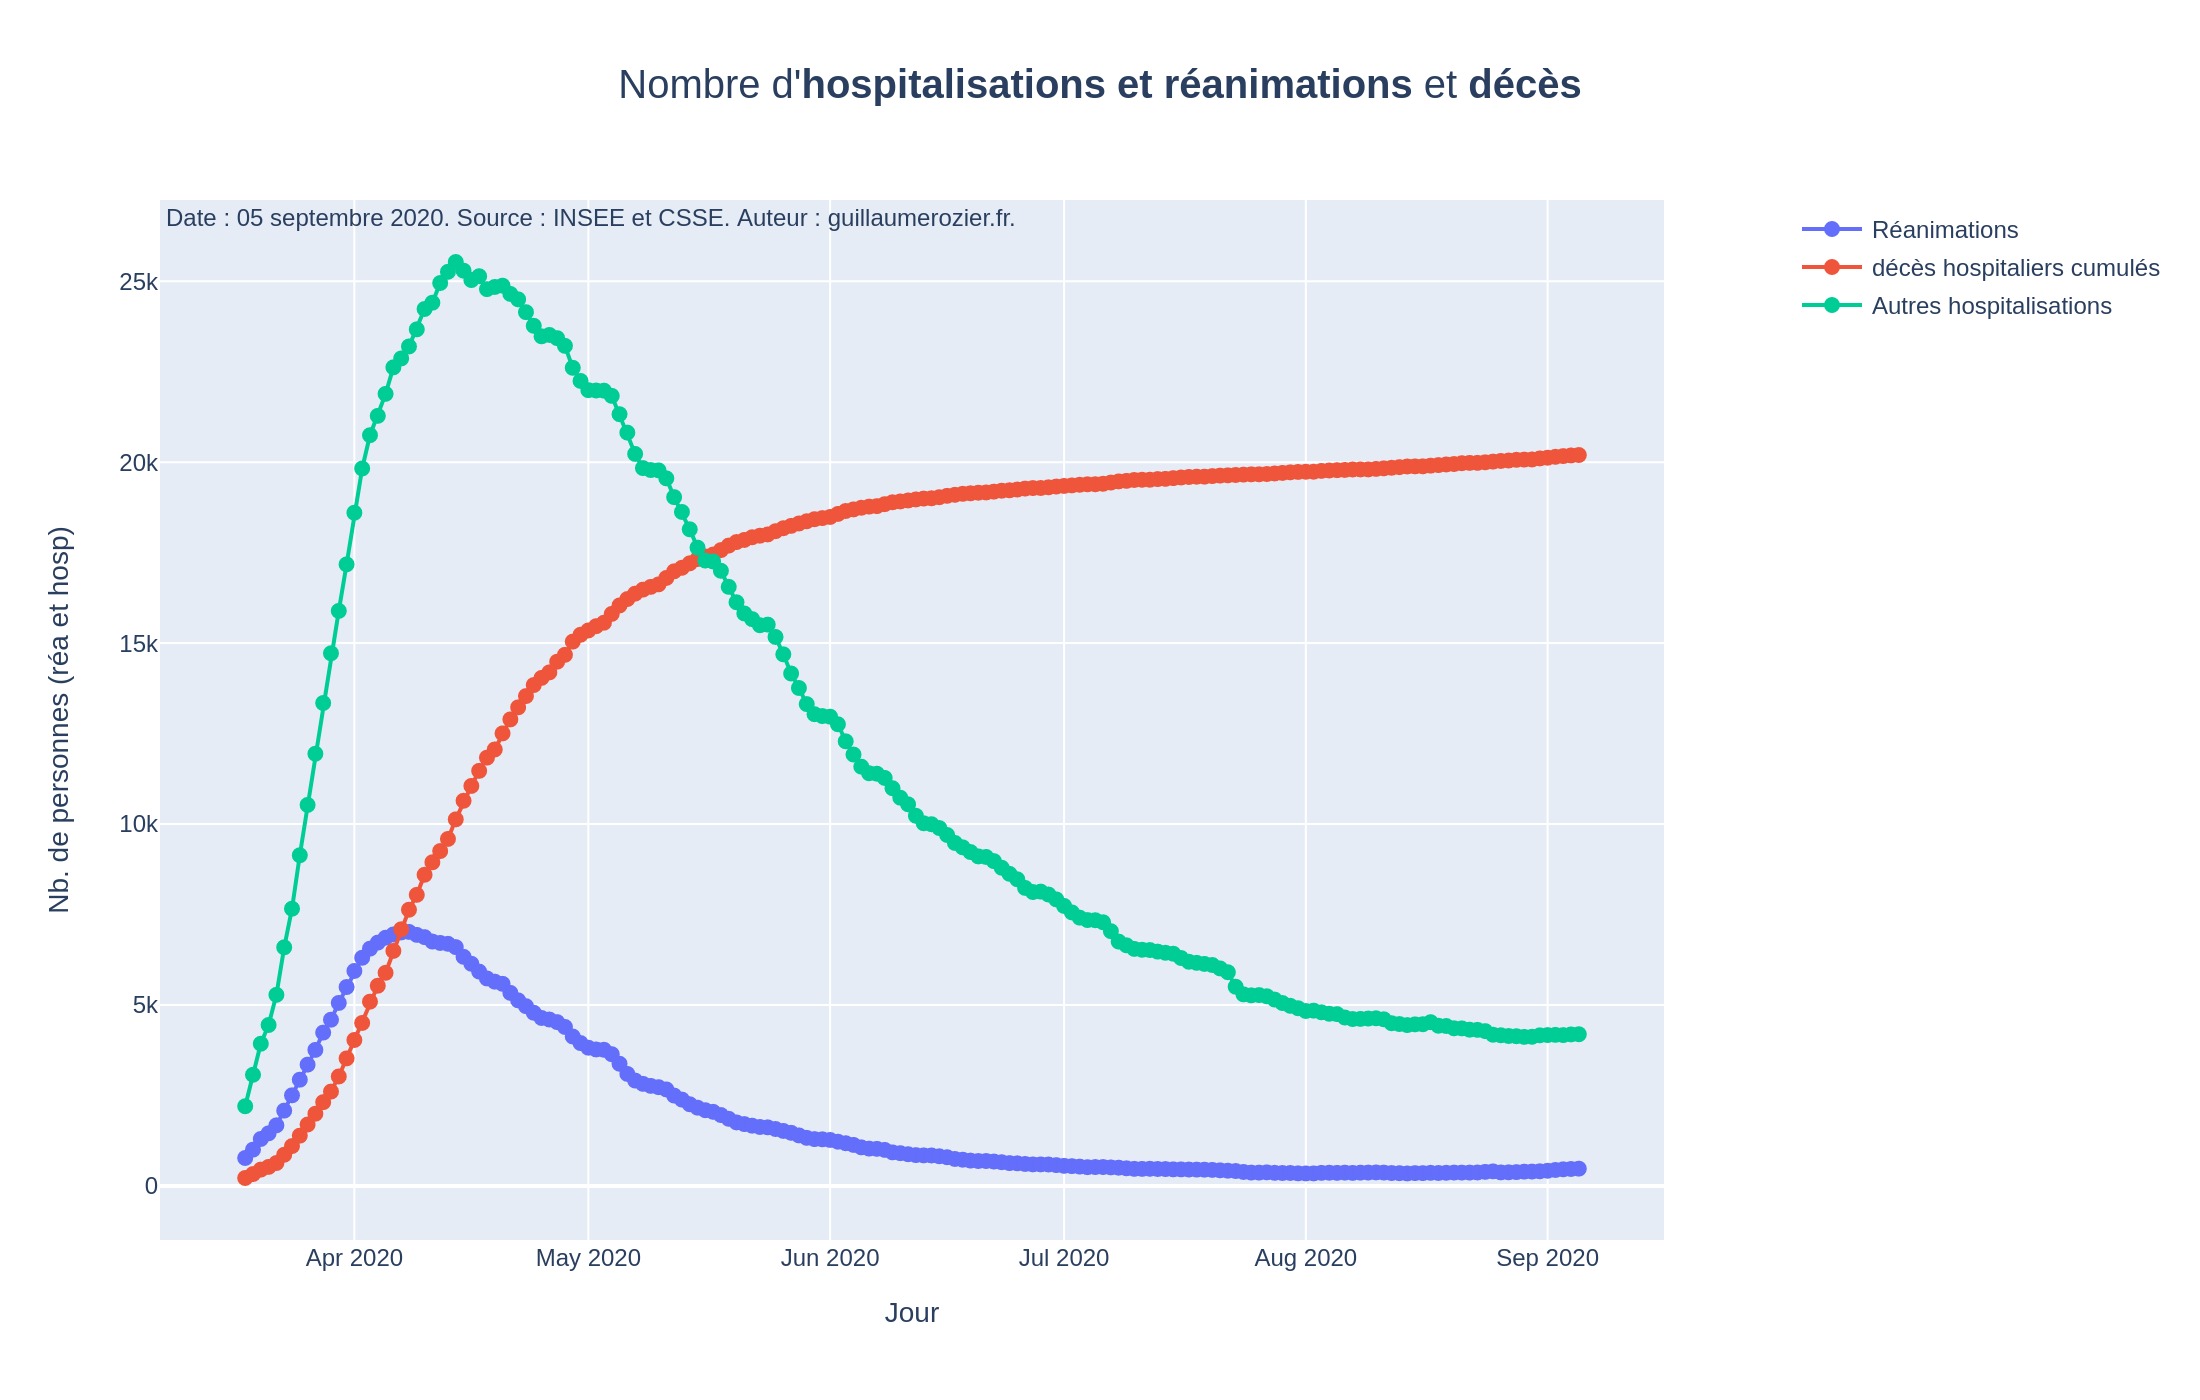 Nombre d'hospitalisations et réanimations et décès
Date : 05 septembre 2020. Source : INSEE et CSSE. Auteur : guillaumerozier.fr.
Réanimations
décès hospitaliers cumulés
Autres hospitalisations
25k
20k
15k
10k
5k
0
Nb. de personnes (réa et hosp)
Apr 2020
May 2020
Jun 2020
Jul 2020
Aug 2020
Sep 2020
Jour